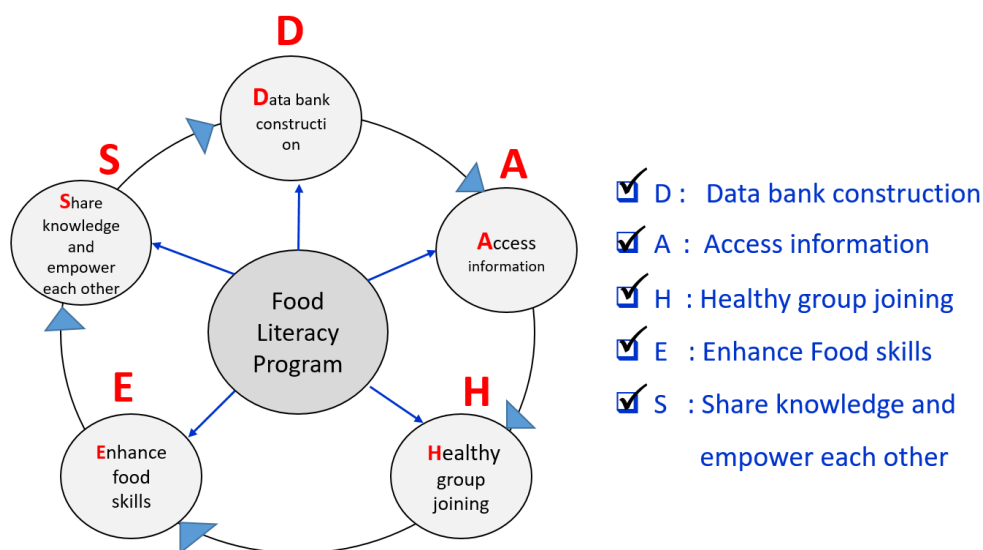 D
Data bank
constructi
on
A
Access
information
H
Healthy
group
joining
E
Enhance
food
skills
S
Share
knowledge
and
empower
each other
Food
Literacy
Program
D : Data bank construction
A : Access information
H : Healthy group joining
E : Enhance Food skills
S : Share knowledge and
empower each other